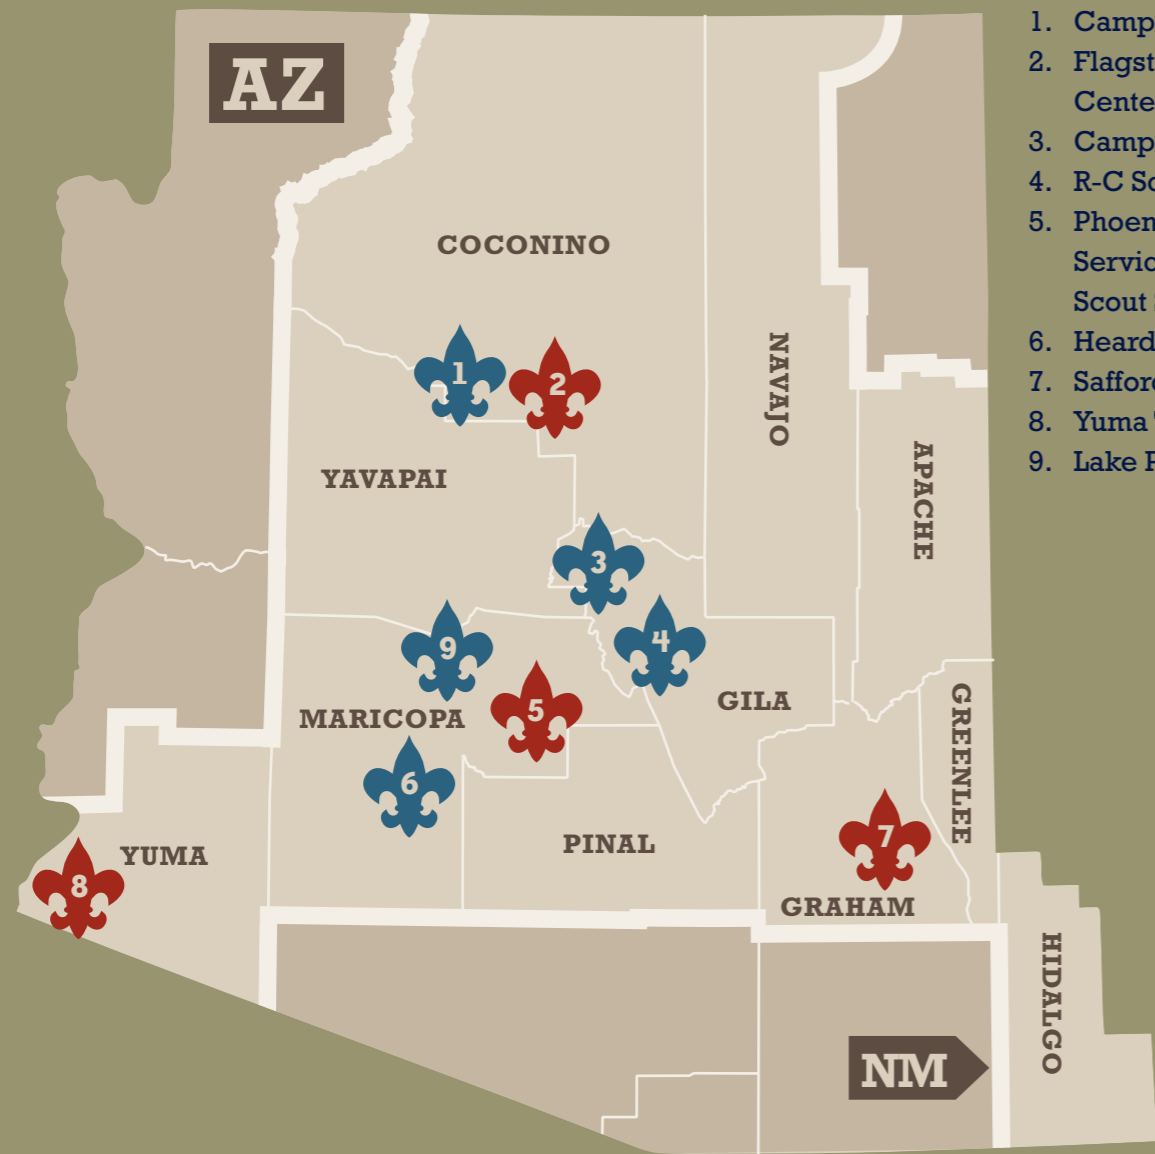 AZ
COCONINO
NAVAJO
1
2
YAVAPAI
APACHE
3
4
9
GILA
5
MARICOPA
GREENLEE
6
PINAL
7
YUMA
8
GRAHAM
HIDALGO
NM
1. Camp
2. Flagst
Cente
3. Camp
4. R-C Sc
5. Phoen
Servic
Scout
6. Heard
7. Saffor
8. Yuma
9. Lake P